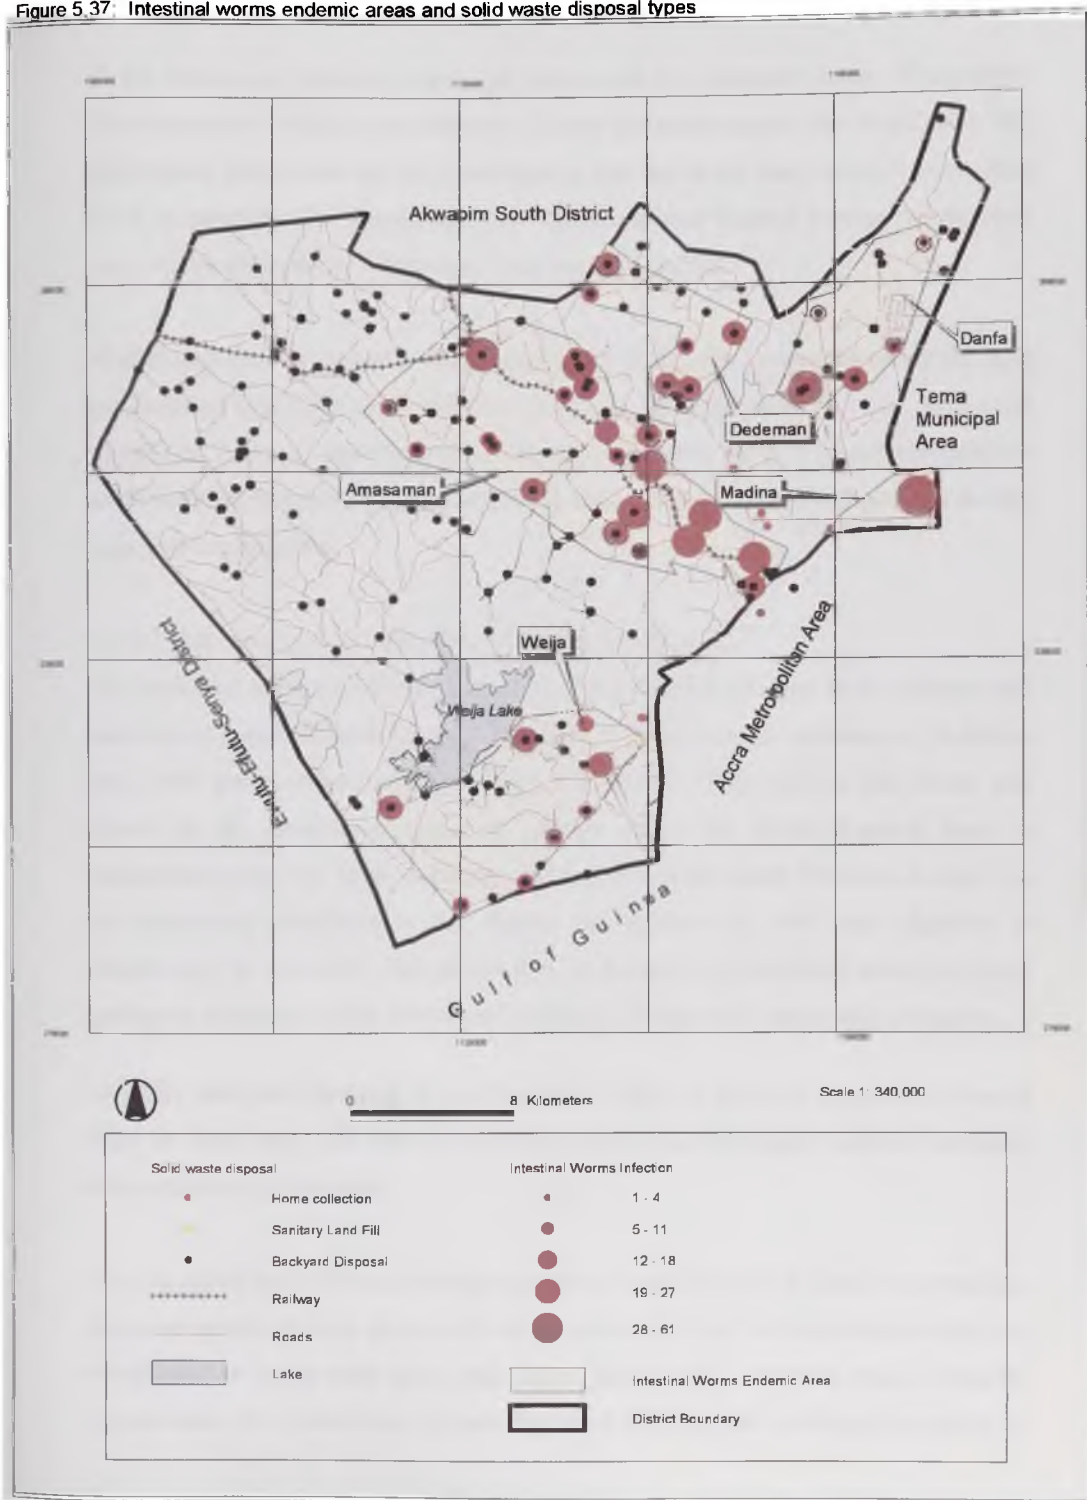 Figure 5.37: Intestinal worms endemic areas and solid waste disposal types
Akwapim South District
Danfa
Tema
Municipal
Area
Dedeman
Amasaman
Madina
Weija
Weija Lake
Ewutu-Efutu-Senya District
Accra Metropolitan Area
Gulf of Guinea
0 8 Kilometers
Scale 1: 340,000
Solid waste disposal
Home collection
Sanitary Land Fill
Backyard Disposal
Railway
Roads
Lake
Intestinal Worms Infection
1 - 4
5 - 11
12 - 18
19 - 27
28 - 61
Intestinal Worms Endemic Area
District Boundary